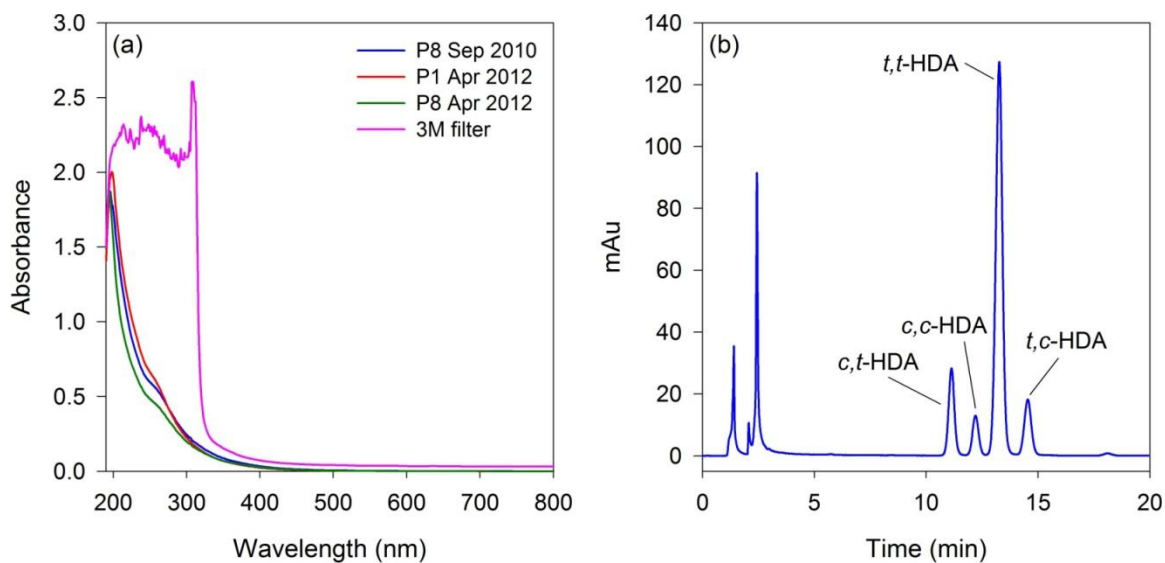 (a)
P8 Sep 2010
P1 Apr 2012
P8 Apr 2012
3M filter
3.0
2.5
2.0
1.5
1.0
0.5
0.0
Absorbance
200 300 400 500 600 700 800
Wavelength (nm)
(b)
t,t-HDA
c,c-HDA
c,t-HDA
t,c-HDA
140
120
100
80
60
40
20
0
mAu
0 5 10 15 20
Time (min)